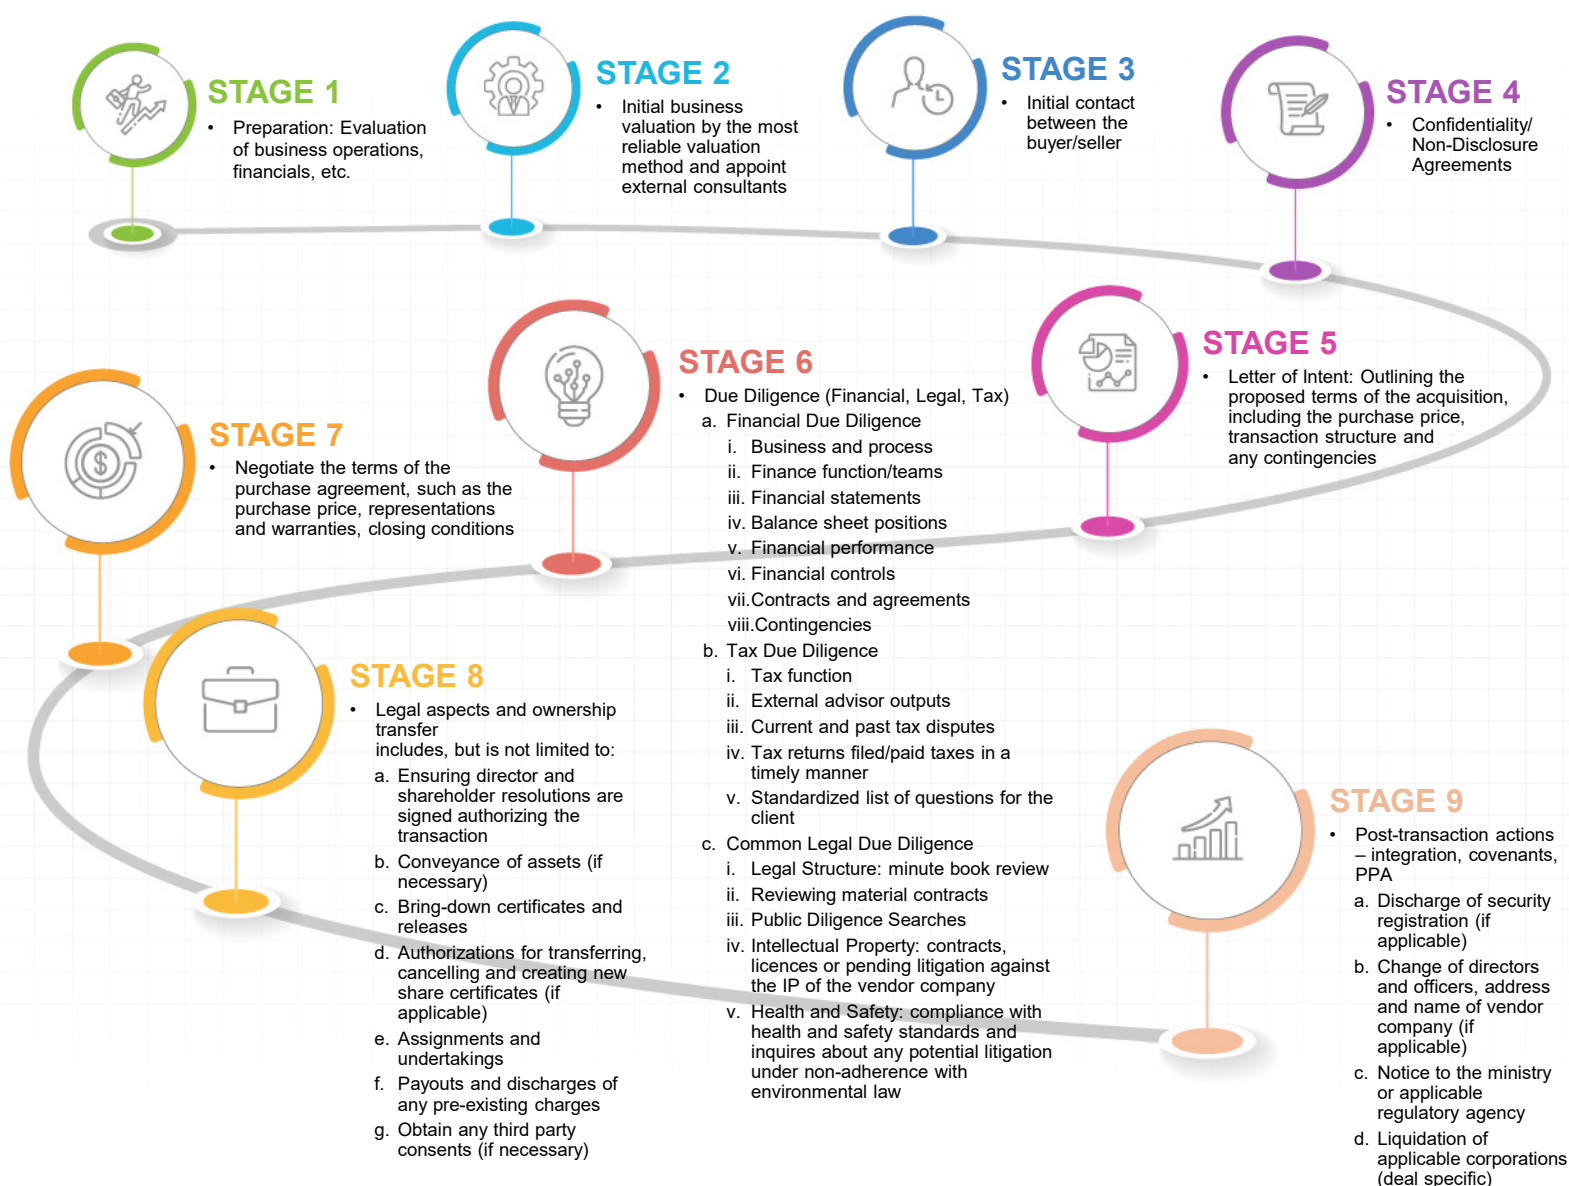 STAGE 1
• Preparation: Evaluation
of business operations,
financials, etc.
STAGE 2
• Initial business
valuation by the most
reliable valuation
method and appoint
external consultants
STAGE 3
• Initial contact
between the
buyer/seller
STAGE 4
• Confidentiality/
Non-Disclosure
Agreements
STAGE 5
• Letter of Intent: Outlining the
proposed terms of the acquisition,
including the purchase price,
transaction structure and
any contingencies
STAGE 6
• Due Diligence (Financial, Legal, Tax)
a. Financial Due Diligence
i. Business and process
ii. Finance function/teams
iii. Financial statements
iv. Balance sheet positions
v. Financial performance
vi. Financial controls
vii.Contracts and agreements
viii.Contingencies
b. Tax Due Diligence
i. Tax function
ii. External advisor outputs
iii. Current and past tax disputes
iv. Tax returns filed/paid taxes in a
timely manner
v. Standardized list of questions for the
client
c. Common Legal Due Diligence
i. Legal Structure: minute book review
ii. Reviewing material contracts
iii. Public Diligence Searches
iv. Intellectual Property: contracts,
licences or pending litigation against
the IP of the vendor company
v. Health and Safety: compliance with
health and safety standards and
inquires about any potential litigation
under non-adherence with
environmental law
STAGE 7
• Negotiate the terms of the
purchase agreement, such as the
purchase price, representations
and warranties, closing conditions
$
STAGE 8
• Legal aspects and ownership
transfer
includes, but is not limited to:
a. Ensuring director and
shareholder resolutions are
signed authorizing the
transaction
b. Conveyance of assets (if
necessary)
c. Bring-down certificates and
releases
d. Authorizations for transferring,
cancelling and creating new
share certificates (if
applicable)
e. Assignments and
undertakings
f. Payouts and discharges of
any pre-existing charges
g. Obtain any third party
consents (if necessary)
STAGE 9
• Post-transaction actions
– integration, covenants,
PPA
a. Discharge of security
registration (if
applicable)
b. Change of directors
and officers, address
and name of vendor
company (if
applicable)
c. Notice to the ministry
or applicable
regulatory agency
d. Liquidation of
applicable corporations
(deal specific)